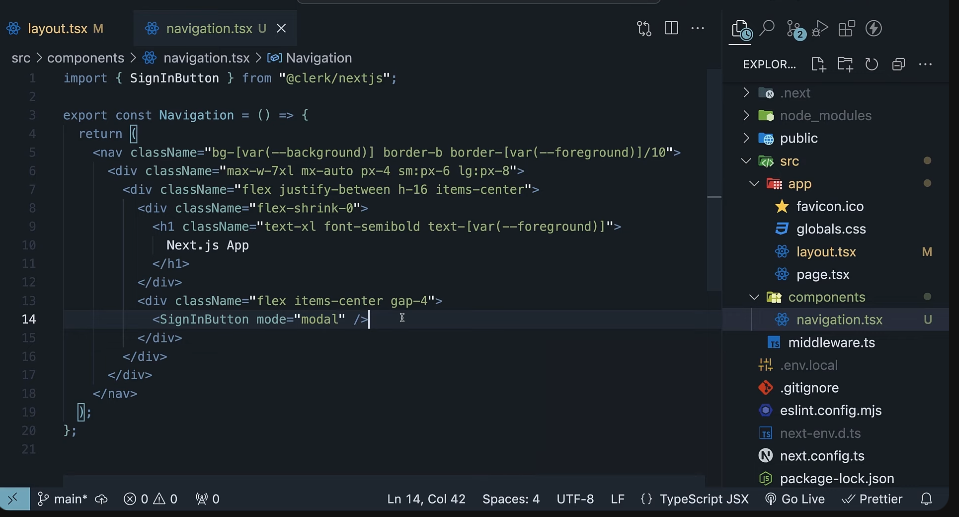 layout.tsx M
navigation.tsx U
src > components > navigation.tsx > Navigation
1 import { SignInButton } from "@clerk/nextjs";
2
3 export const Navigation = () => {
4 return (
5 <nav className="bg-[var(--background)] border-b border-[var(--foreground)]/10">
6 <div className="max-w-7xl mx-auto px-4 sm:px-6 lg:px-8">
7 <div className="flex justify-between h-16 items-center">
8 <div className="flex-shrink-0">
9 <h1 className="text-xl font-semibold text-[var(--foreground)]">
10 Next.js App
11 </h1>
12 </div>
13 <div className="flex items-center gap-4">
14 <SignInButton mode="modal" />
15 </div>
16 </div>
17 </div>
18 </nav>
19 );
20 };
21
2
EXPLOR...
.next
node_modules
public
src
app
favicon.ico
globals.css
layout.tsx M
page.tsx
components
navigation.tsx U
TS middleware.ts
.env.local
.gitignore
eslint.config.mjs
TS next-env.d.ts
N next.config.ts
package-lock.json
main* 0 0 0 Ln 14, Col 42 Spaces: 4 UTF-8 LF {} TypeScript JSX Go Live Prettier